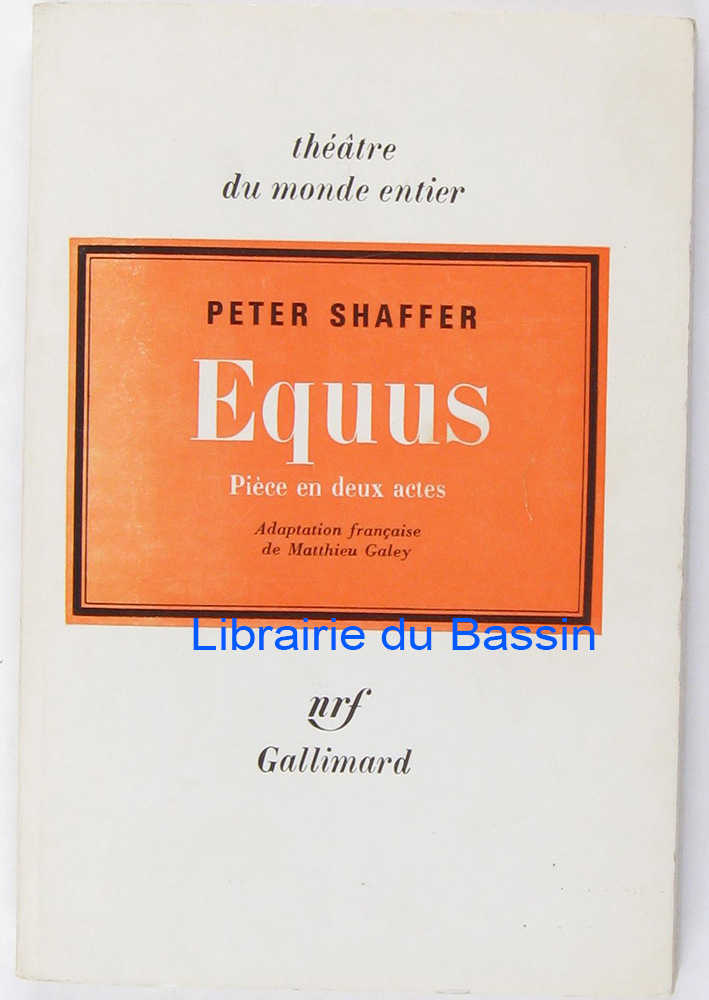 théâtre
du monde entier
PETER SHAFFER
Equus
Pièce en deux actes
Adaptation française
de Matthieu Galey
Librairie du Bassin
nrf
Gallimard